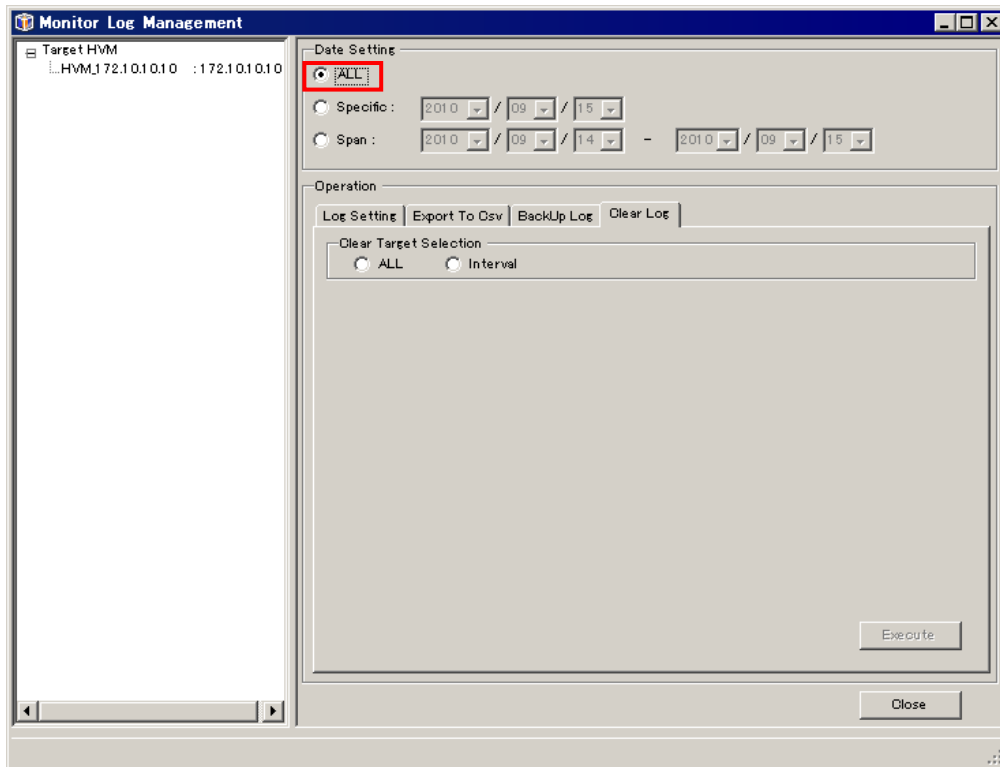 Monitor Log Management
Target HVM
HVM_172.10.10.10 :172.10.10.10
Date Setting
ALL
Specific : 2010 / 09 / 15
Span : 2010 / 09 / 14 - 2010 / 09 / 15
Operation
Log Setting Export To Csv BackUp Log Clear Log
Clear Target Selection
ALL Interval
Execute
Close